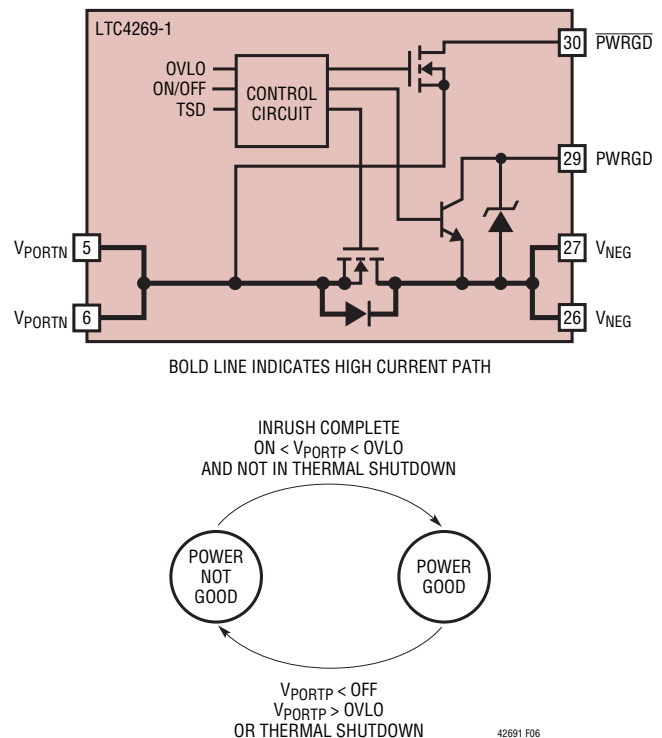 LTC4269-1
OVLO
ON/OFF
TSD
CONTROL
CIRCUIT
30 PWRGD
29 PWRGD
VPORTN 5
27 VNEG
VPORTN 6
26 VNEG
BOLD LINE INDICATES HIGH CURRENT PATH
INRUSH COMPLETE
ON < VPORTP < OVLO
AND NOT IN THERMAL SHUTDOWN
POWER
NOT
GOOD
POWER
GOOD
VPORTP < OFF
VPORTP > OVLO
OR THERMAL SHUTDOWN
42691 F06